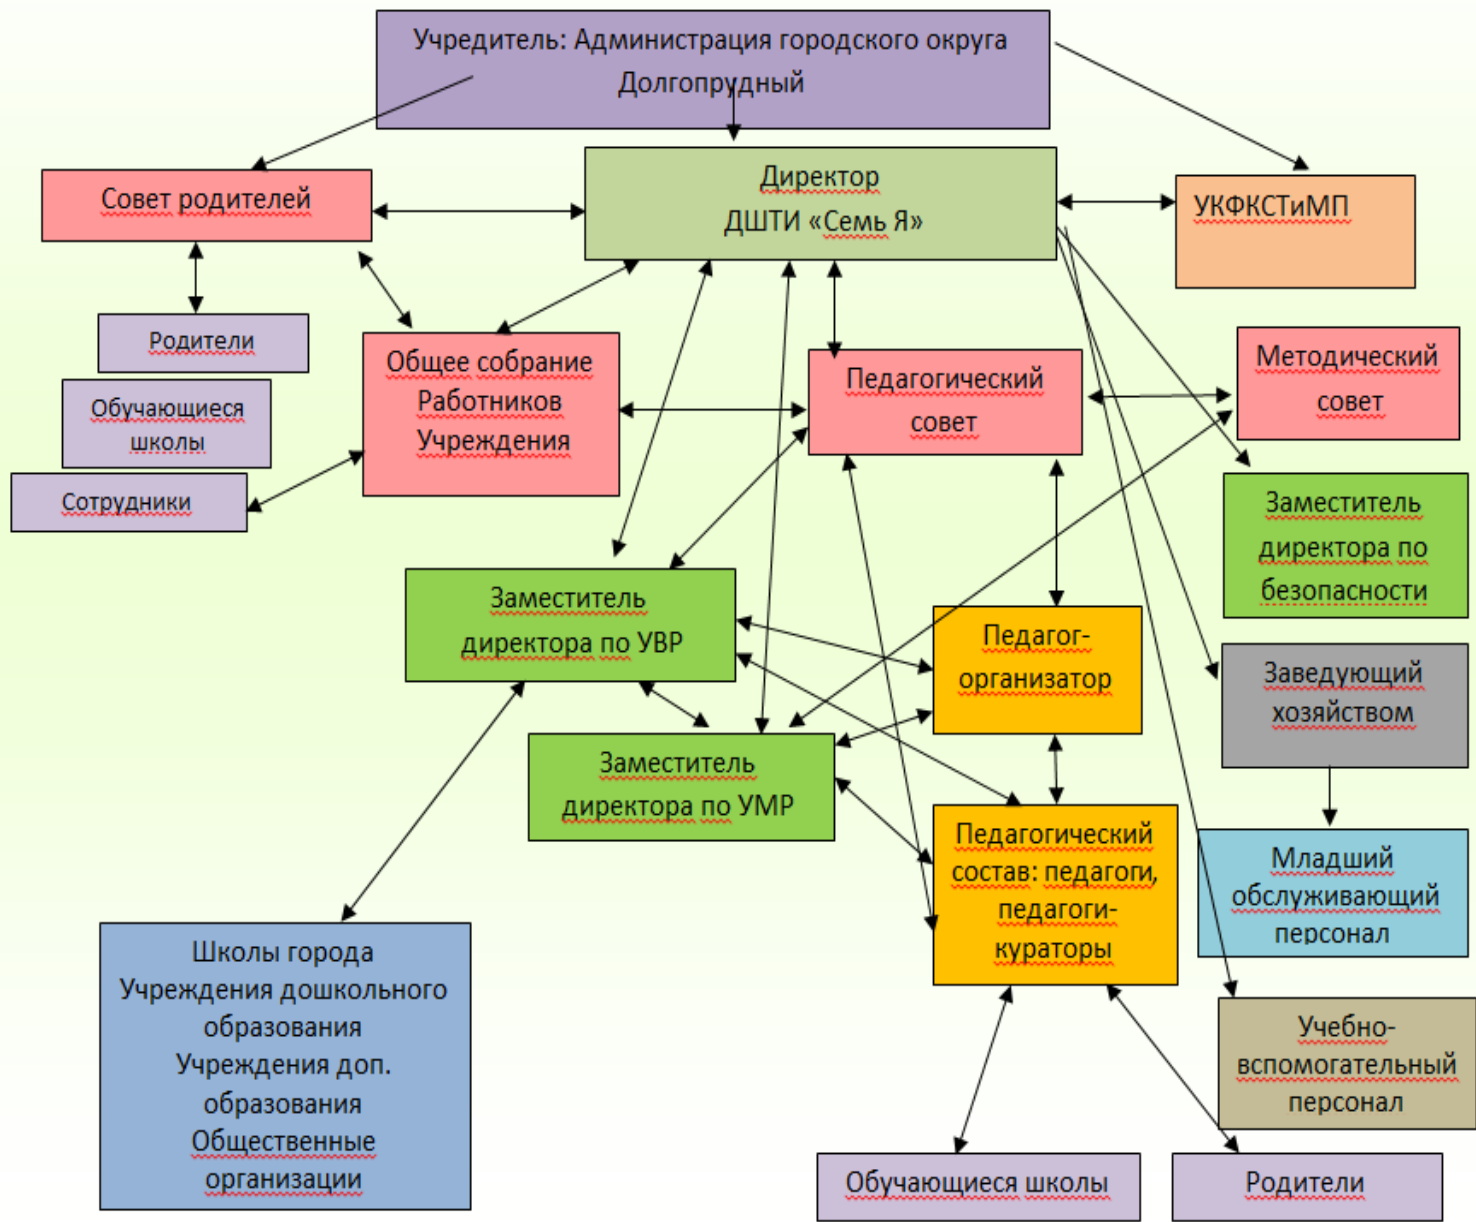 Учредитель: Администрация городского округа
Долгопрудный
Совет родителей
Директор
ДШТИ «Семь Я»
УКФКСТиМП
Родители
Обучающиеся
школы
Сотрудники
Общее собрание
Работников
Учреждения
Педагогический
совет
Методический
совет
Заместитель
директора по
безопасности
Заместитель
директора по УВР
Педагог-
организатор
Заведующий
хозяйством
Заместитель
директора по УМР
Педагогический
состав: педагоги,
педагоги-
кураторы
Младший
обслуживающий
персонал
Школы города
Учреждения дошкольного
образования
Учреждения доп.
образования
Общественные
организации
Учебно-
вспомогательный
персонал
Обучающиеся школы
Родители